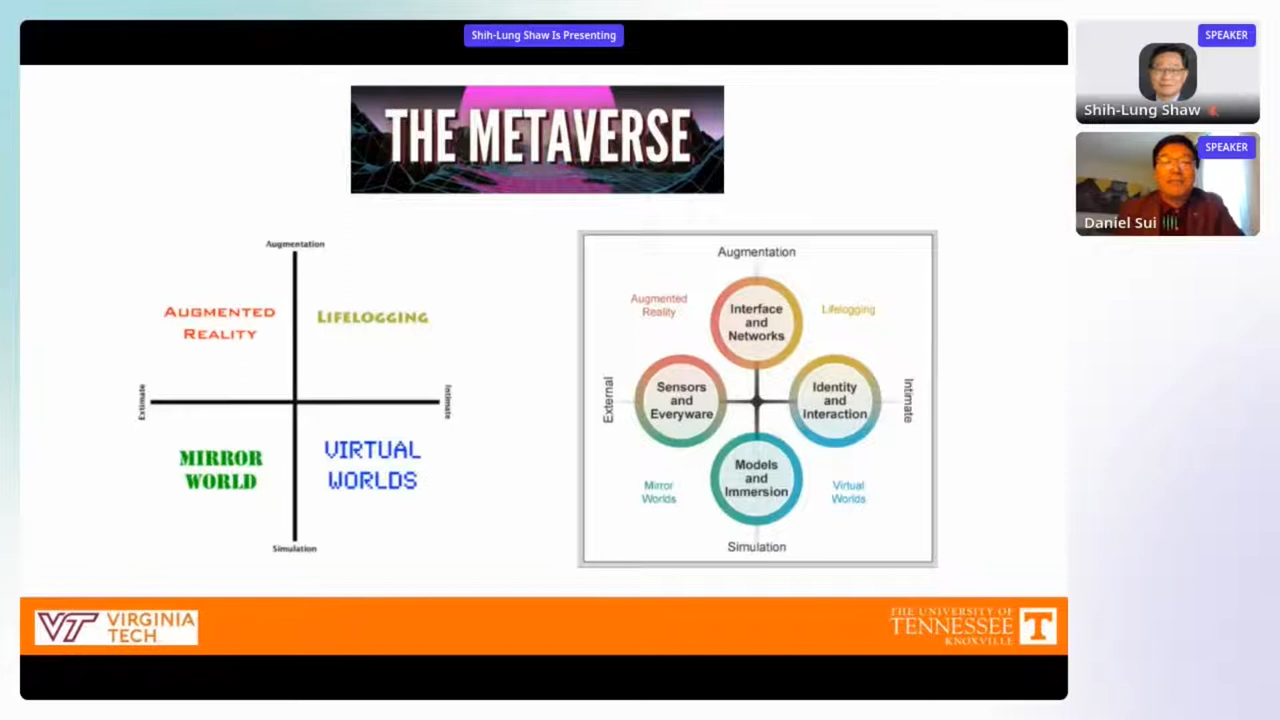 Shih-Lung Shaw Is Presenting
THE METAVERSE
Augmentation
AUGMENTED
REALITY
LIFELOGGING
Extimate
Intimate
MIRROR
WORLD
VIRTUAL
WORLDS
Simulation
Augmentation
Augmented
Reality
Interface
and
Networks
Lifelogging
External
Sensors
and
Everyware
Identity
and
Interaction
Intimate
Mirror
Worlds
Models
and
Immersion
Virtual
Worlds
Simulation
VT VIRGINIA
TECH
THE UNIVERSITY OF
TENNESSEE
KNOXVILLE
T
SPEAKER
Shih-Lung Shaw
SPEAKER
Daniel Sui